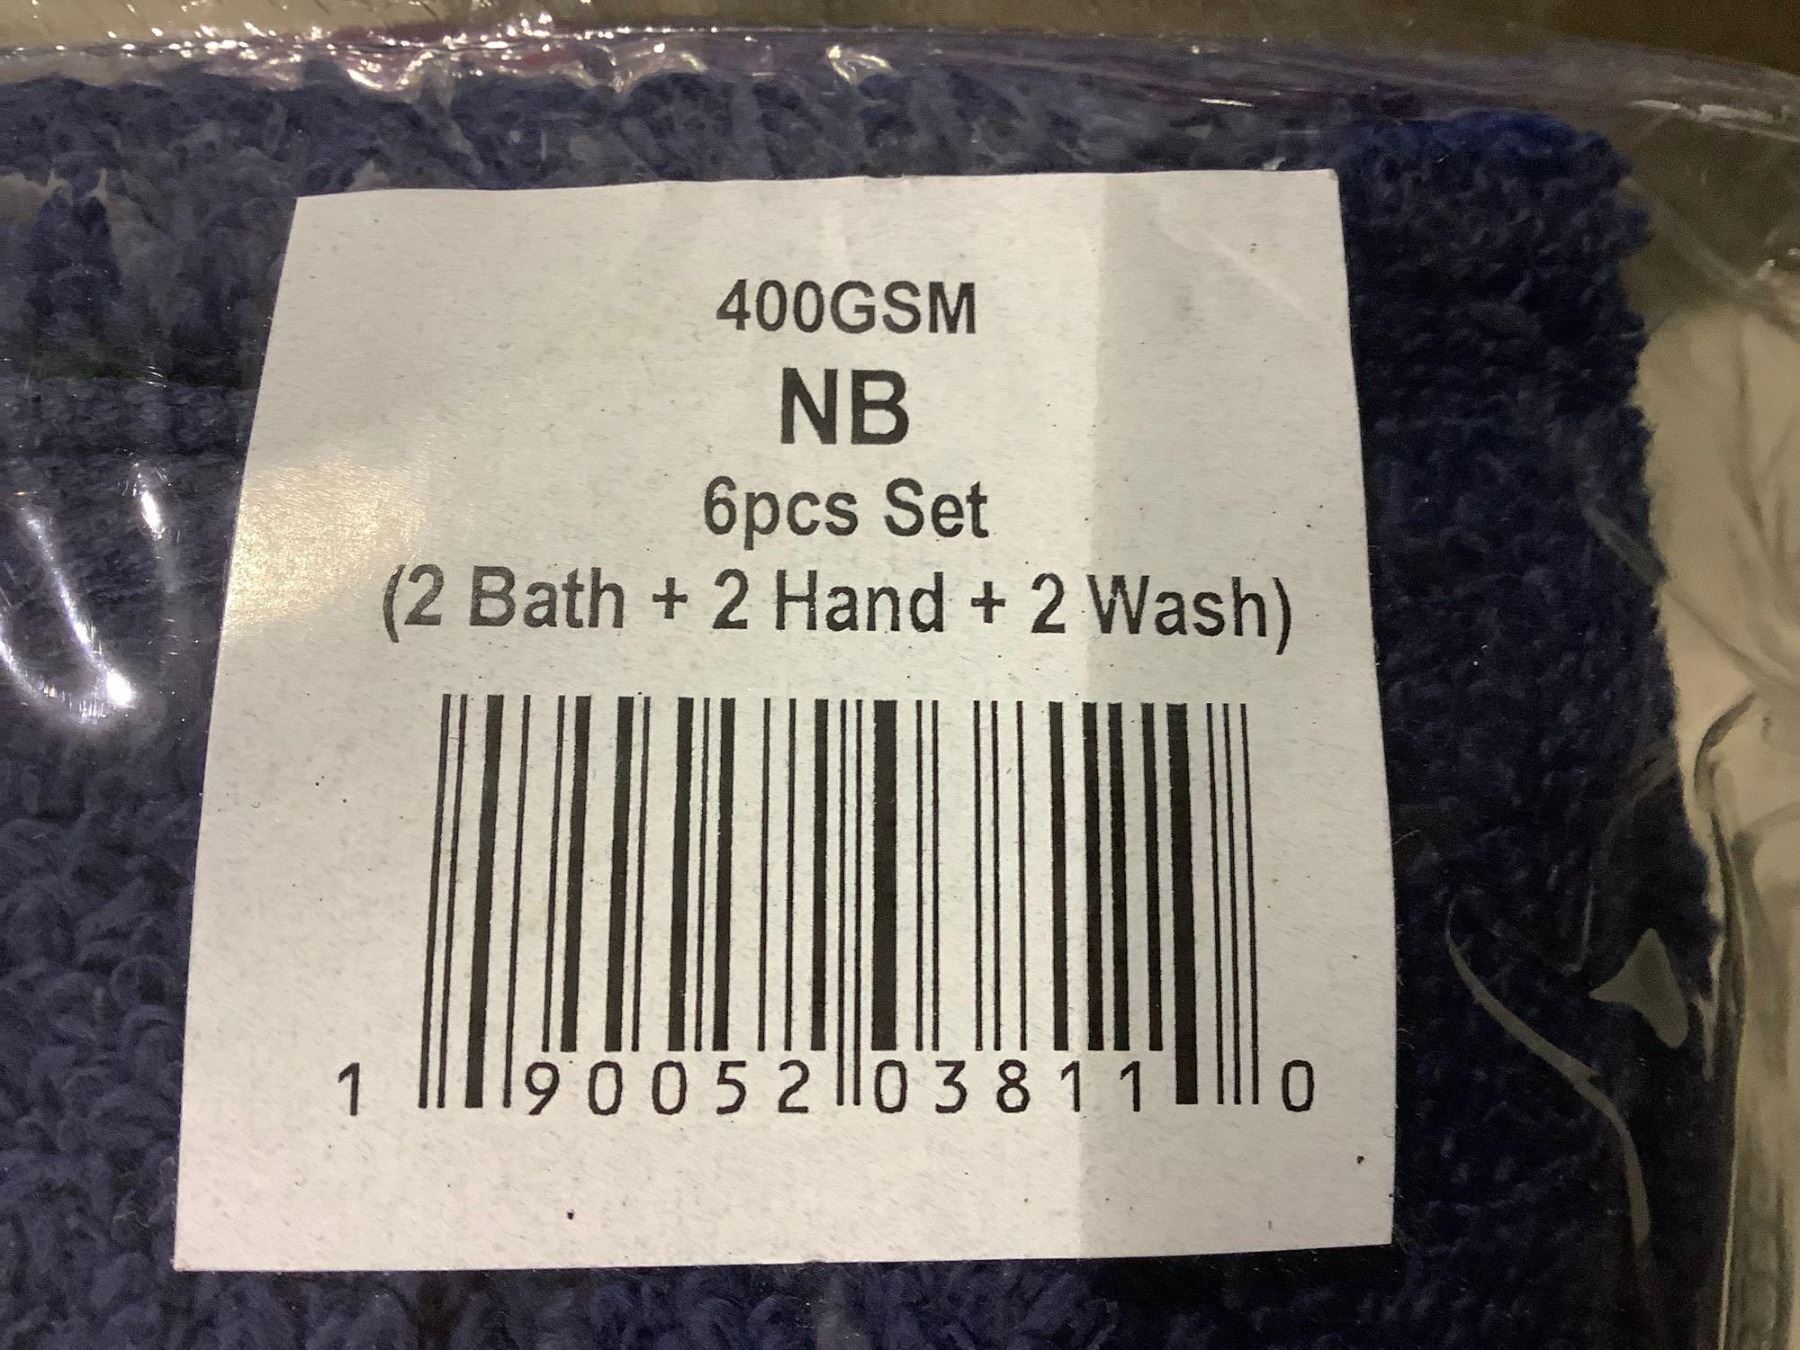 400GSM
NB
6pcs Set
(2 Bath + 2 Hand + 2 Wash)
1 90052 03811 0